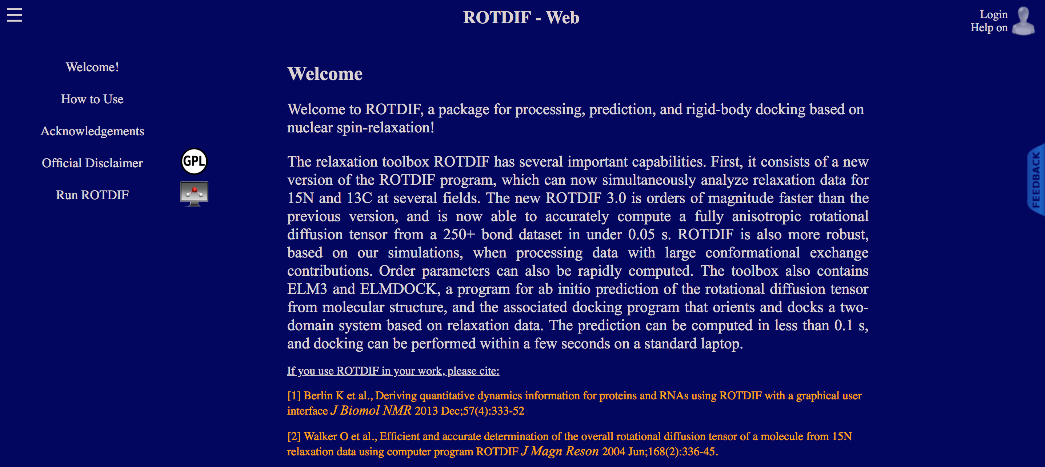 ROTDIF - Web
Login
Help on
Welcome!
How to Use
Acknowledgements
Official Disclaimer
GPL
Run ROTDIF
Welcome
Welcome to ROTDIF, a package for processing, prediction, and rigid-body docking based on
nuclear spin-relaxation!
The relaxation toolbox ROTDIF has several important capabilities. First, it consists of a new
version of the ROTDIF program, which can now simultaneously analyze relaxation data for
15N and 13C at several fields. The new ROTDIF 3.0 is orders of magnitude faster than the
previous version, and is now able to accurately compute a fully anisotropic rotational
diffusion tensor from a 250+ bond dataset in under 0.05 s. ROTDIF is also more robust,
based on our simulations, when processing data with large conformational exchange
contributions. Order parameters can also be rapidly computed. The toolbox also contains
ELM3 and ELMDOCK, a program for ab initio prediction of the rotational diffusion tensor
from molecular structure, and the associated docking program that orients and docks a two-
domain system based on relaxation data. The prediction can be computed in less than 0.1 s,
and docking can be performed within a few seconds on a standard laptop.
If you use ROTDIF in your work, please cite:
[1] Berlin K et al., Deriving quantitative dynamics information for proteins and RNAs using ROTDIF with a graphical user
interface J Biomol NMR 2013 Dec;57(4):333-52
[2] Walker O et al., Efficient and accurate determination of the overall rotational diffusion tensor of a molecule from 15N
relaxation data using computer program ROTDIF J Magn Reson 2004 Jun;168(2):336-45.
FEEDBACK